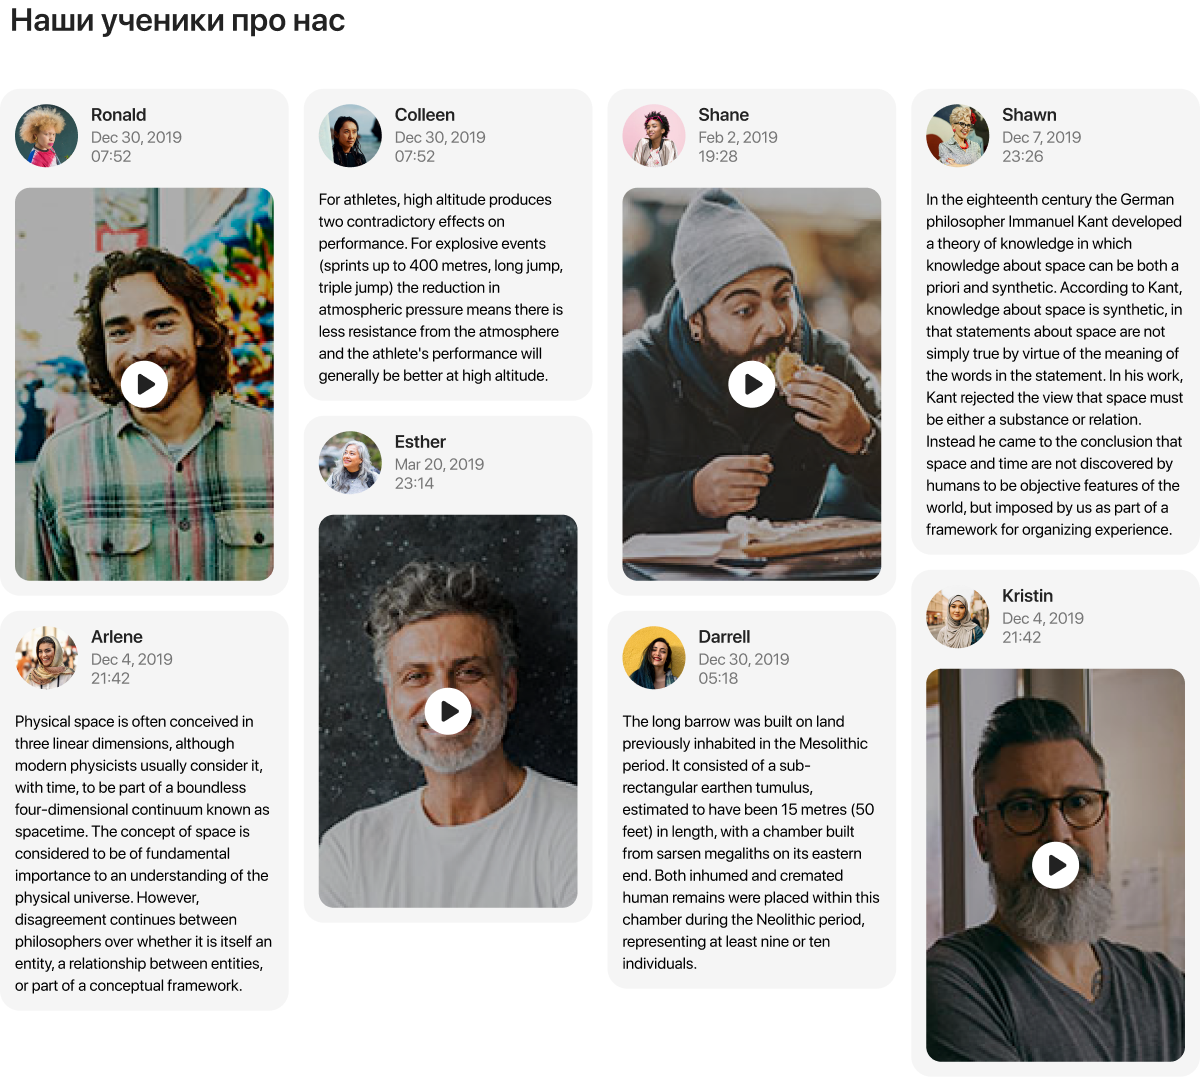 Наши ученики про нас
Ronald
Dec 30, 2019
07:52
Arlene
Dec 4, 2019
21:42
Physical space is often conceived in
three linear dimensions, although
modern physicists usually consider it,
with time, to be part of a boundless
four-dimensional continuum known as
spacetime. The concept of space is
considered to be of fundamental
importance to an understanding of the
physical universe. However,
disagreement continues between
philosophers over whether it is itself an
entity, a relationship between entities,
or part of a conceptual framework.
Colleen
Dec 30, 2019
07:52
For athletes, high altitude produces
two contradictory effects on
performance. For explosive events
(sprints up to 400 metres, long jump,
triple jump) the reduction in
atmospheric pressure means there is
less resistance from the atmosphere
and the athlete's performance will
generally be better at high altitude.
Esther
Mar 20, 2019
23:14
Shane
Feb 2, 2019
19:28
Darrell
Dec 30, 2019
05:18
The long barrow was built on land
previously inhabited in the Mesolithic
period. It consisted of a sub-
rectangular earthen tumulus,
estimated to have been 15 metres (50
feet) in length, with a chamber built
from sarsen megaliths on its eastern
end. Both inhumed and cremated
human remains were placed within this
chamber during the Neolithic period,
representing at least nine or ten
individuals.
Shawn
Dec 7, 2019
23:26
In the eighteenth century the German
philosopher Immanuel Kant developed
a theory of knowledge in which
knowledge about space can be both a
priori and synthetic. According to Kant,
knowledge about space is synthetic, in
that statements about space are not
simply true by virtue of the meaning of
the words in the statement. In his work,
Kant rejected the view that space must
be either a substance or relation.
Instead he came to the conclusion that
space and time are not discovered by
humans to be objective features of the
world, but imposed by us as part of a
framework for organizing experience.
Kristin
Dec 4, 2019
21:42